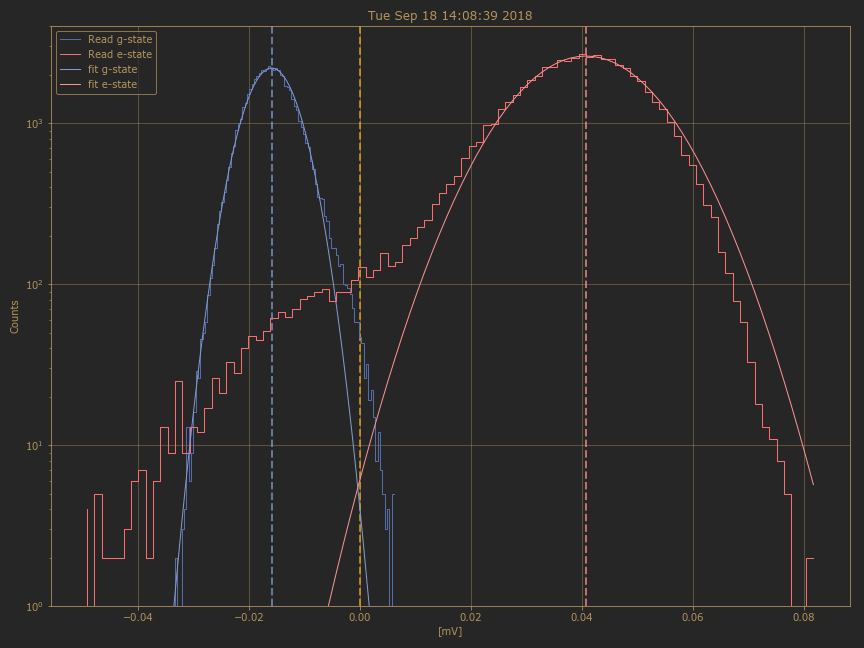 Tue Sep 18 14:08:39 2018
Read g-state
Read e-state
fit g-state
fit e-state
10³
10²
10¹
10⁰
Counts
−0.04 −0.02 0.00 0.02 0.04 0.06 0.08
[mV]